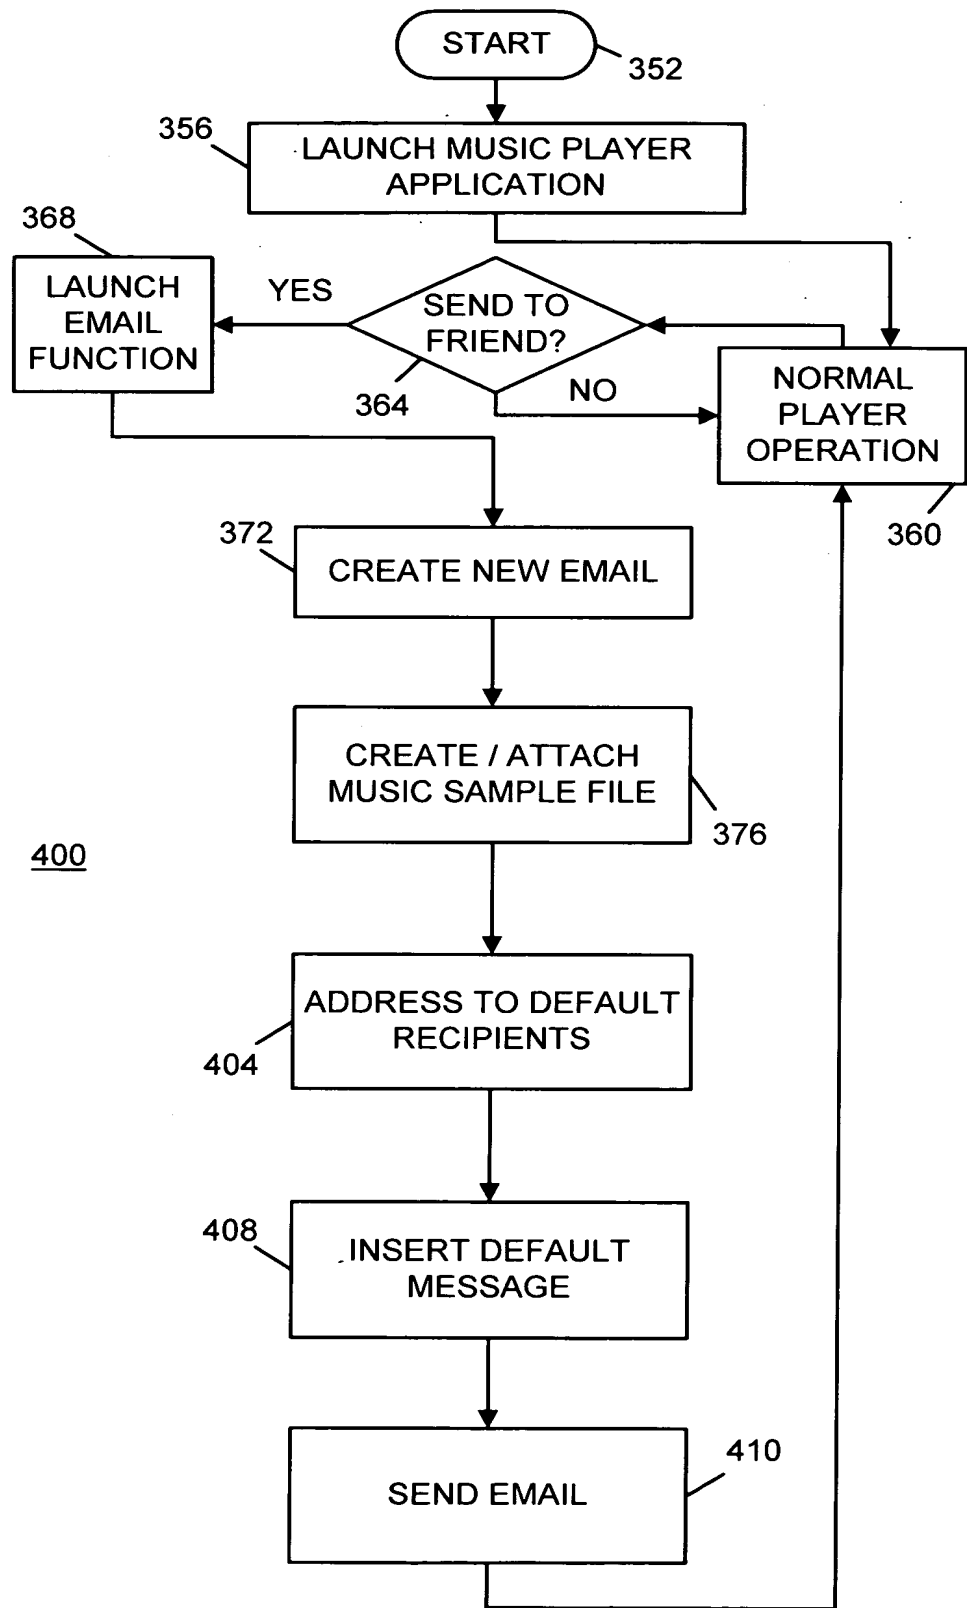 START
352
356
LAUNCH MUSIC PLAYER
APPLICATION
368
LAUNCH
EMAIL
FUNCTION
YES
SEND TO
FRIEND?
364
NO
NORMAL
PLAYER
OPERATION
360
372
CREATE NEW EMAIL
CREATE / ATTACH
MUSIC SAMPLE FILE
376
400
ADDRESS TO DEFAULT
RECIPIENTS
404
408
INSERT DEFAULT
MESSAGE
410
SEND EMAIL